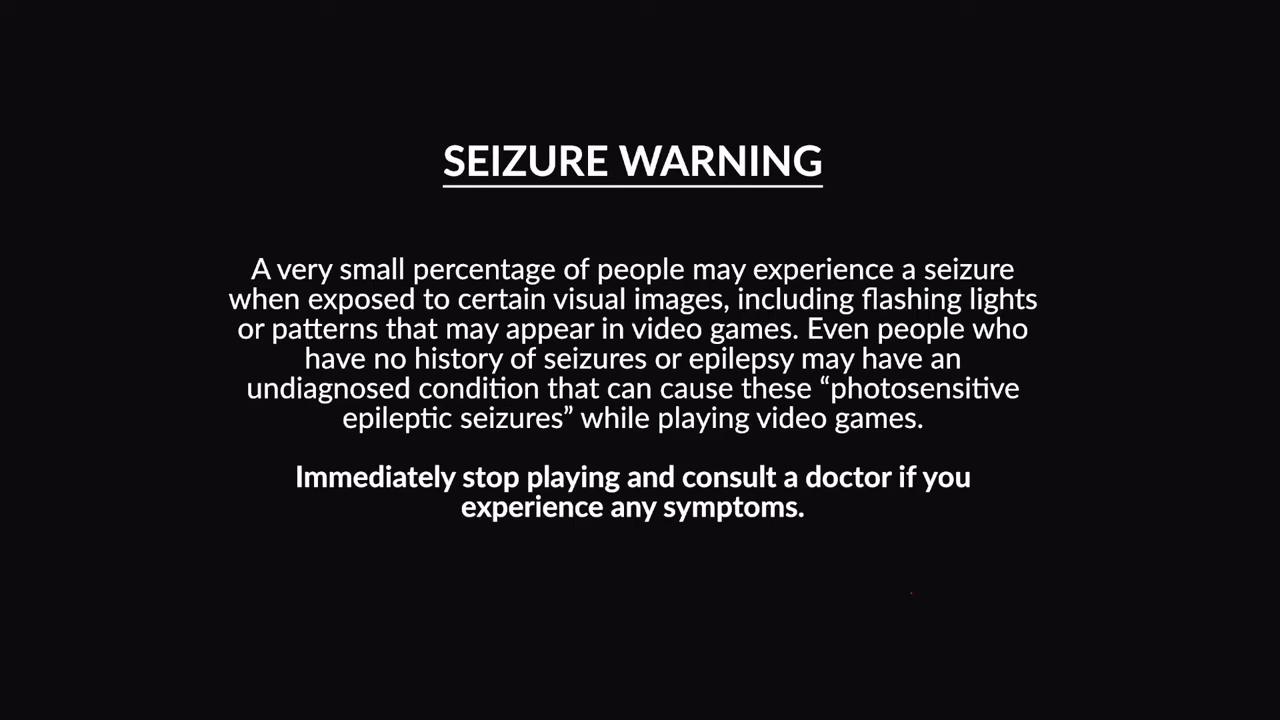 SEIZURE WARNING
A very small percentage of people may experience a seizure
when exposed to certain visual images, including flashing lights
or patterns that may appear in video games. Even people who
have no history of seizures or epilepsy may have an
undiagnosed condition that can cause these “photosensitive
epileptic seizures” while playing video games.
Immediately stop playing and consult a doctor if you
experience any symptoms.